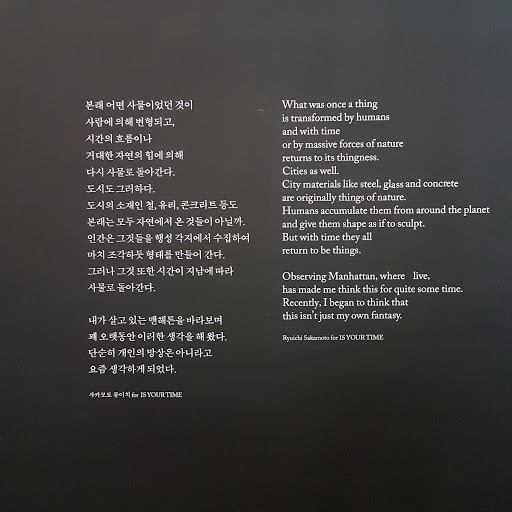 본래 어떤 사물이었던 것이
사람에 의해 변형되고,
시간의 흐름이나
거대한 자연의 힘에 의해
다시 사물로 돌아간다.
도시도 그러하다.
도시의 소재인 철, 유리, 콘크리트 등도
본래는 모두 자연에서 온 것들이 아닐까.
인간은 그것들을 행성 각지에서 수집하여
마치 조각하듯 형태를 만들어 간다.
그러나 그것 또한 시간이 지남에 따라
사물로 돌아간다.
내가 살고 있는 맨해튼을 바라보며
꽤 오랫동안 이러한 생각을 해 왔다.
단순히 개인의 망상은 아니라고
요즘 생각하게 되었다.
사카모토 류이치 for IS YOUR TIME
What was once a thing
is transformed by humans
and with time
or by massive forces of nature
returns to its thingness.
Cities as well.
City materials like steel, glass and concrete
are originally things of nature.
Humans accumulate them from around the planet
and give them shape as if to sculpt.
But with time they all
return to be things.
Observing Manhattan, where live,
has made me think this for quite some time.
Recently, I began to think that
this isn't just my own fantasy.
Ryuichi Sakamoto for IS YOUR TIME